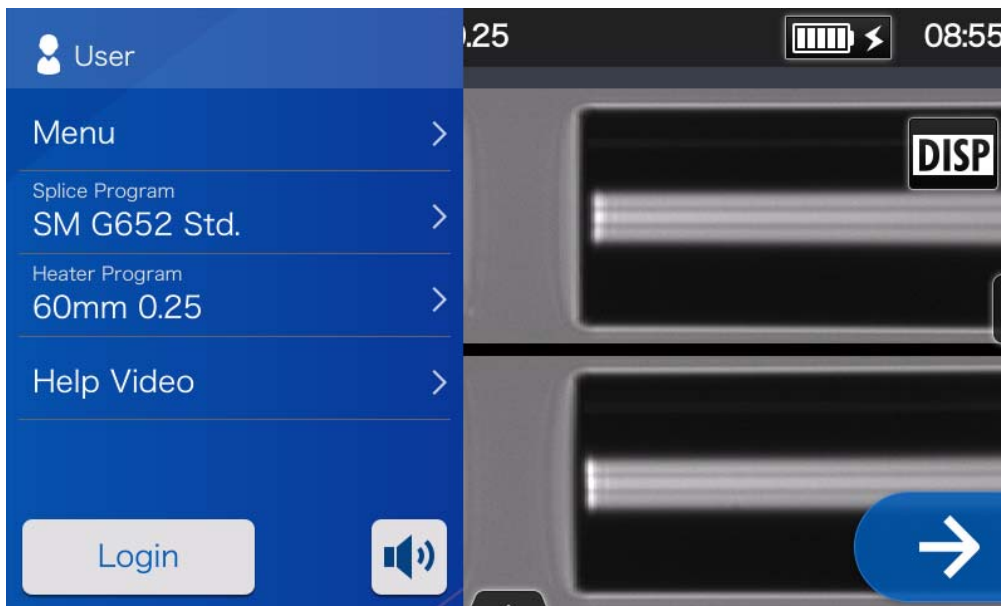 User
Menu
Splice Program
SM G652 Std.
Heater Program
60mm 0.25
Help Video
Login
.25
08:55
DISP